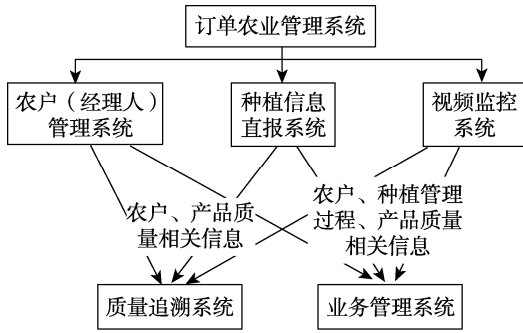 订单农业管理系统
农户（经理人）
管理系统
种植信息
直报系统
视频监控
系统
农户、产品质
量相关信息
农户、种植管理
过程、产品质量
相关信息
质量追溯系统
业务管理系统